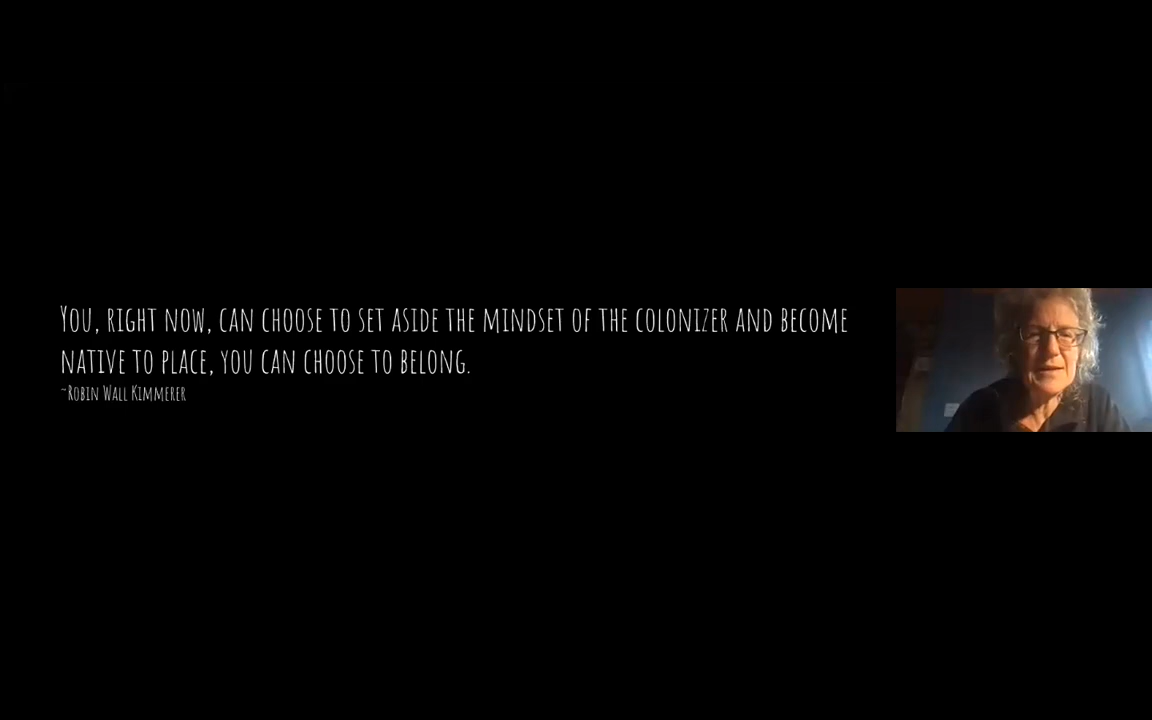 You, right now, can choose to set aside the mindset of the colonizer and become
native to place, you can choose to belong.
~Robin Wall Kimmerer